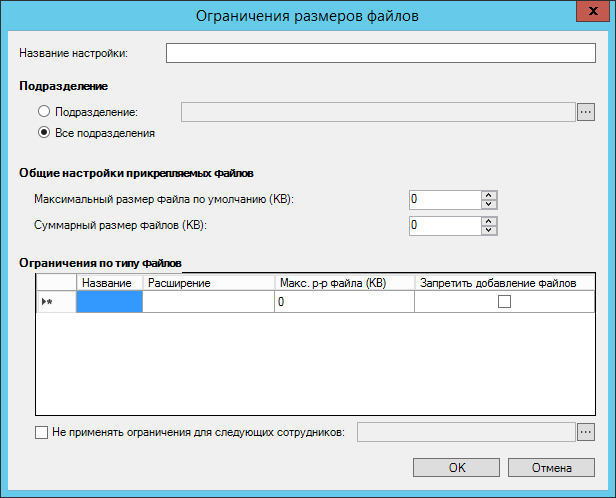 Ограничения размеров файлов
Название настройки:
Подразделение
Подразделение: ...
Все подразделения
Общие настройки прикрепляемых файлов
Максимальный размер файла по умолчанию (KB): 0
Суммарный размер файлов (KB): 0
Ограничения по типу файлов
Название Расширение Макс. р-р файла (KB) Запретить добавление файлов
0
Не применять ограничения для следующих сотрудников: ...
OK Отмена